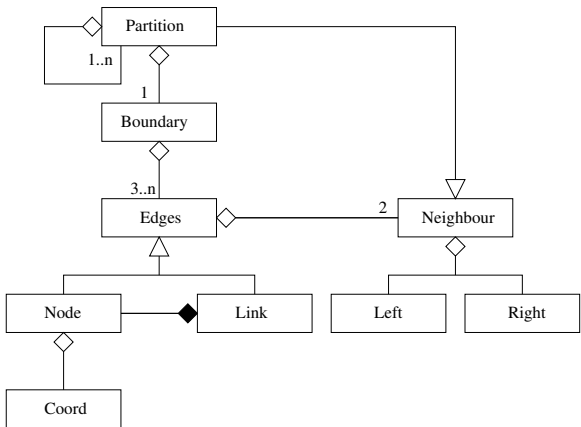 Partition
1..n
1
Boundary
3..n
Edges
2
Neighbour
Node
Link
Left
Right
Coord